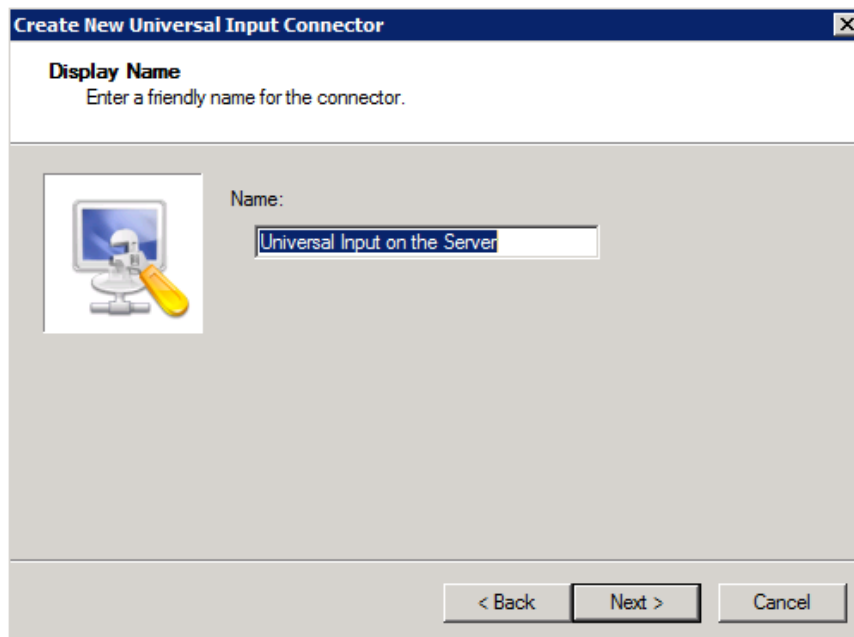 Create New Universal Input Connector
Display Name
Enter a friendly name for the connector.
Name:
Universal Input on the Server
< Back
Next >
Cancel